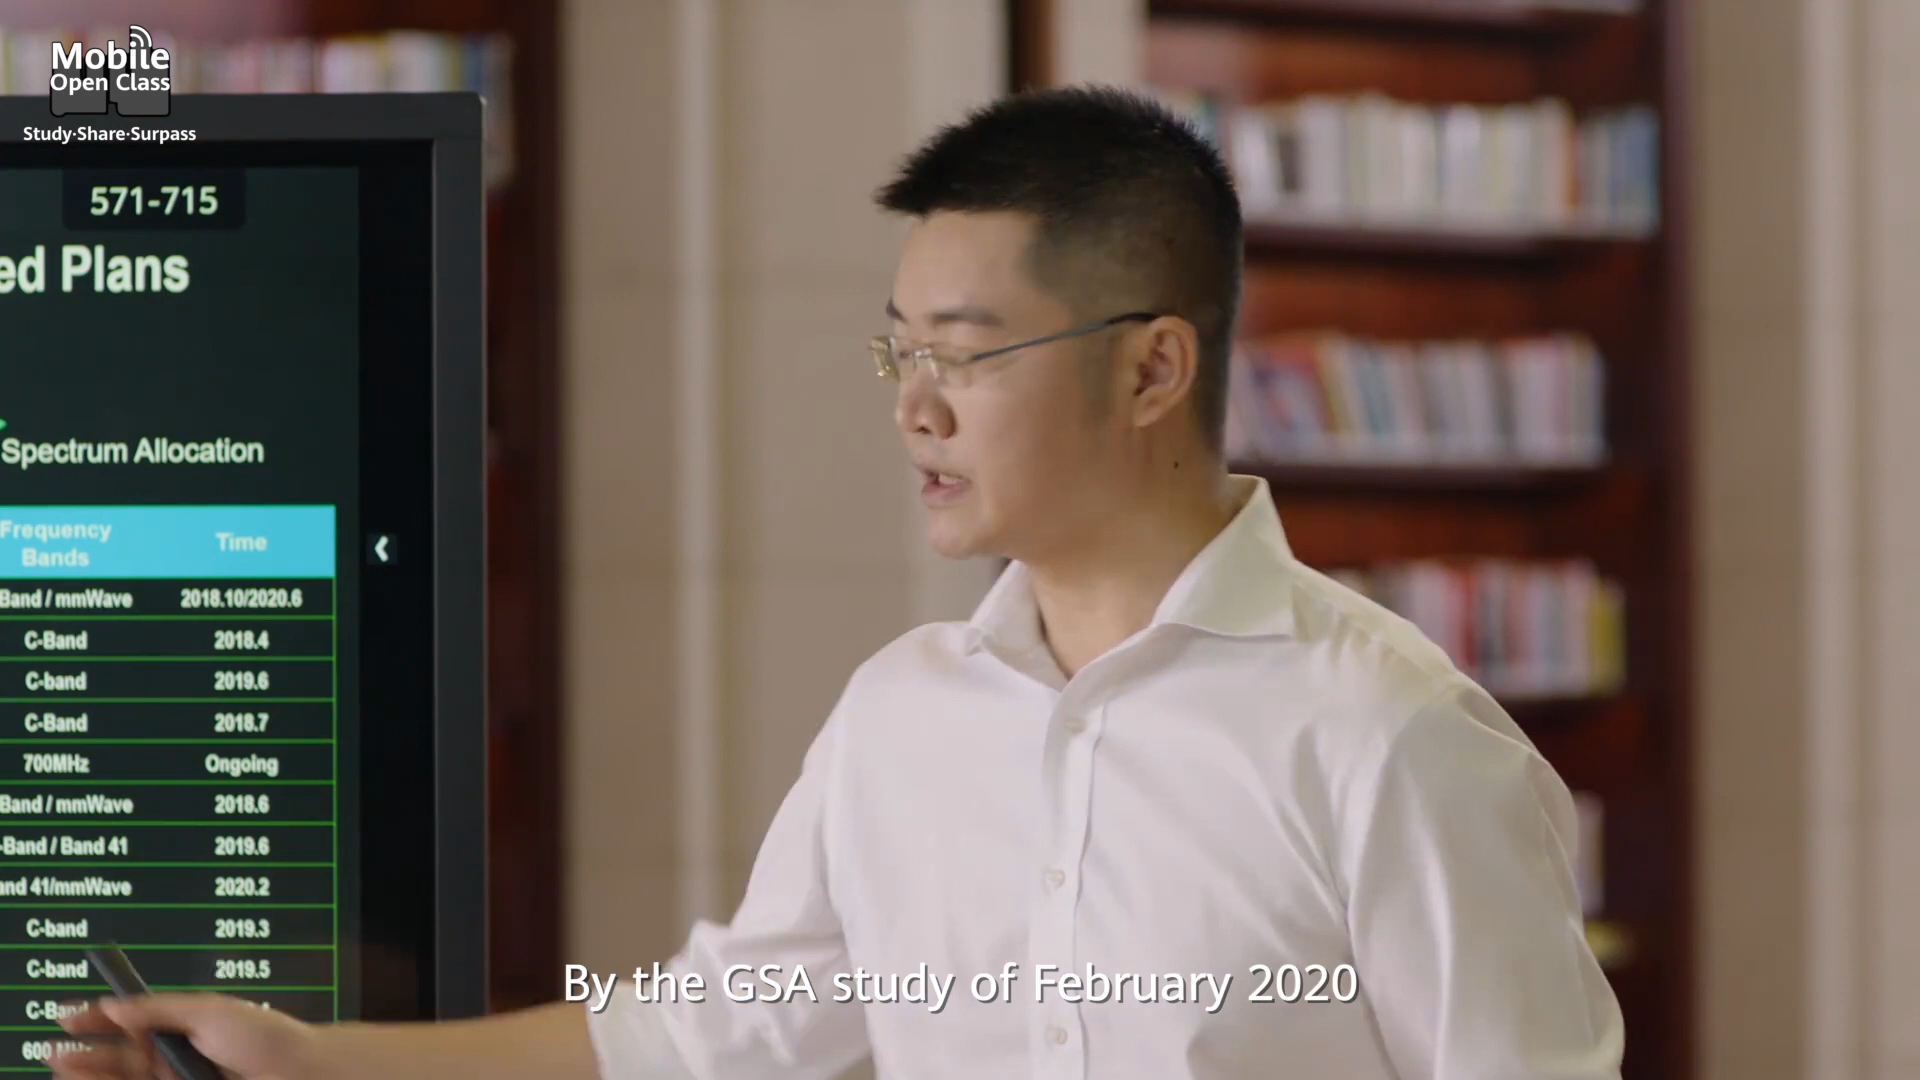 Mobile
Open Class
Study·Share·Surpass
571-715
ed Plans
Spectrum Allocation
Frequency
Bands
Time
Band / mmWave 2018.10/2020.6
C-Band 2018.4
C-band 2019.6
C-Band 2018.7
700MHz Ongoing
Band / mmWave 2018.6
-Band / Band 41 2019.6
and 41/mmWave 2020.2
C-band 2019.3
C-band 2019.5
C-Band
600
By the GSA study of February 2020